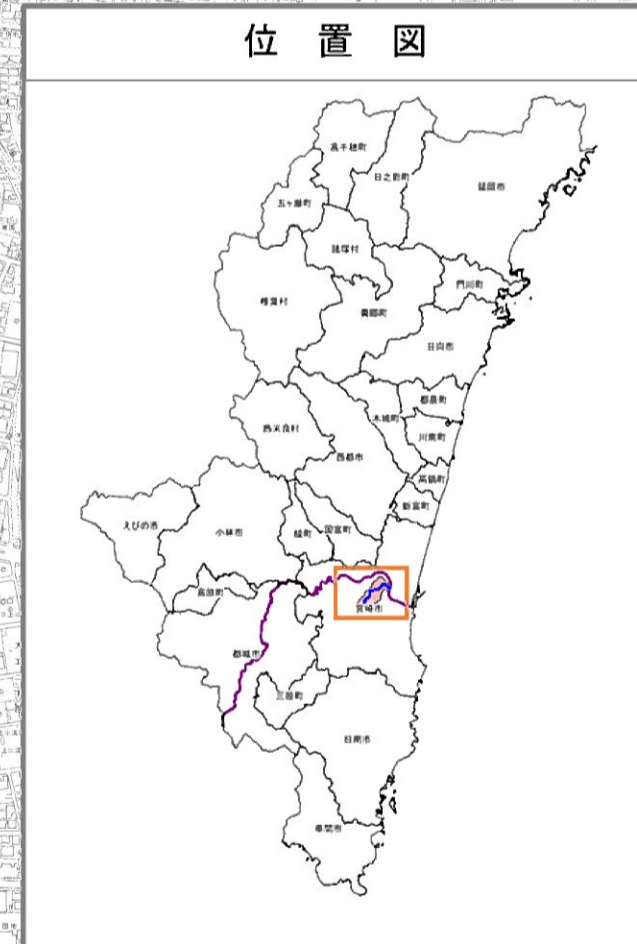 位置図
高千穂町
日之影町
延岡市
五ヶ瀬町
諸塚村
門川町
椎葉村
美郷町
日向市
都農町
木城町
西米良村
川南町
西都市
高鍋町
新富町
えびの市
小林市
綾町
国富町
高原町
宮崎市
都城市
三股町
日南市
串間市